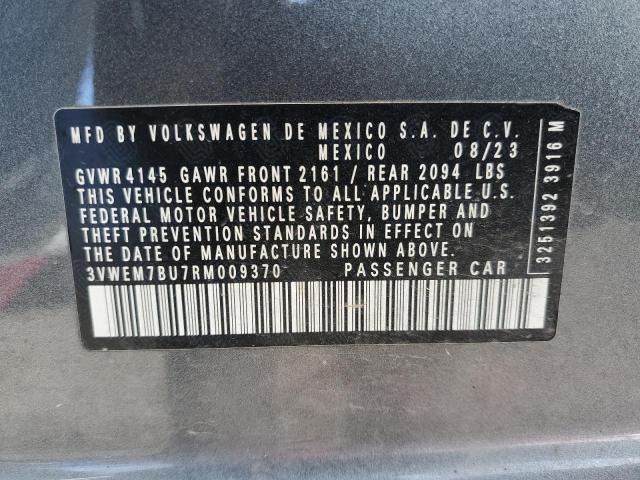 MFD BY VOLKSWAGEN DE MEXICO S.A. DE C.V.
MEXICO 08/23
GVWR 4145 GAWR FRONT 2161 / REAR 2094 LBS
THIS VEHICLE CONFORMS TO ALL APPLICABLE U.S.
FEDERAL MOTOR VEHICLE SAFETY, BUMPER AND
THEFT PREVENTION STANDARDS IN EFFECT ON
THE DATE OF MANUFACTURE SHOWN ABOVE.
3VWEM7BU7RM009370 PASSENGER CAR
3251392 3916 M